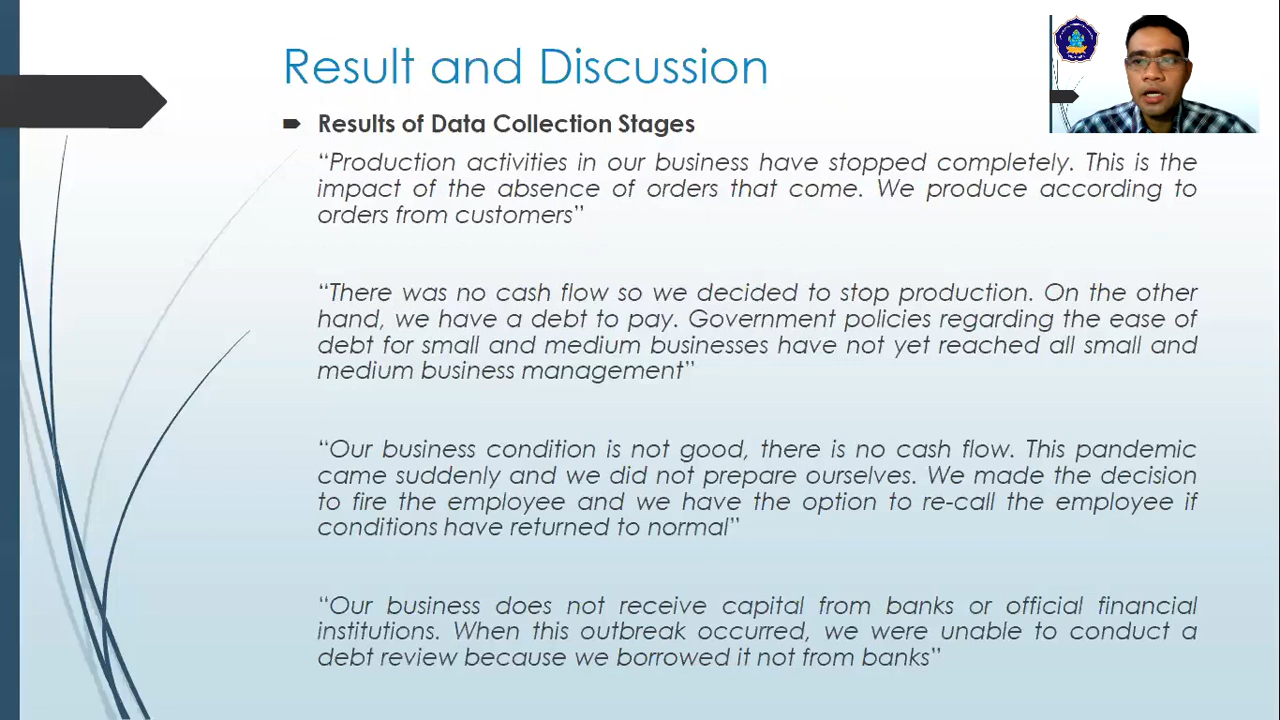 Result and Discussion
Results of Data Collection Stages
“Production activities in our business have stopped completely. This is the
impact of the absence of orders that come. We produce according to
orders from customers”
“There was no cash flow so we decided to stop production. On the other
hand, we have a debt to pay. Government policies regarding the ease of
debt for small and medium businesses have not yet reached all small and
medium business management”
“Our business condition is not good, there is no cash flow. This pandemic
came suddenly and we did not prepare ourselves. We made the decision
to fire the employee and we have the option to re-call the employee if
conditions have returned to normal”
“Our business does not receive capital from banks or official financial
institutions. When this outbreak occurred, we were unable to conduct a
debt review because we borrowed it not from banks”